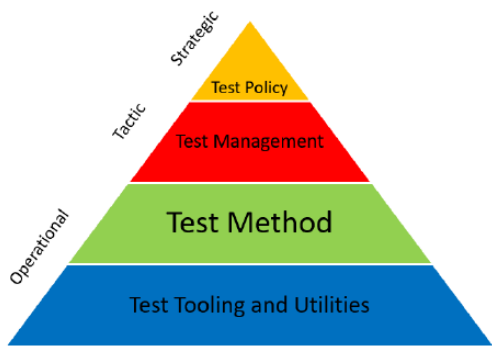 Strategic
Test Policy
Tactic
Test Management
Operational
Test Method
Test Tooling and Utilities